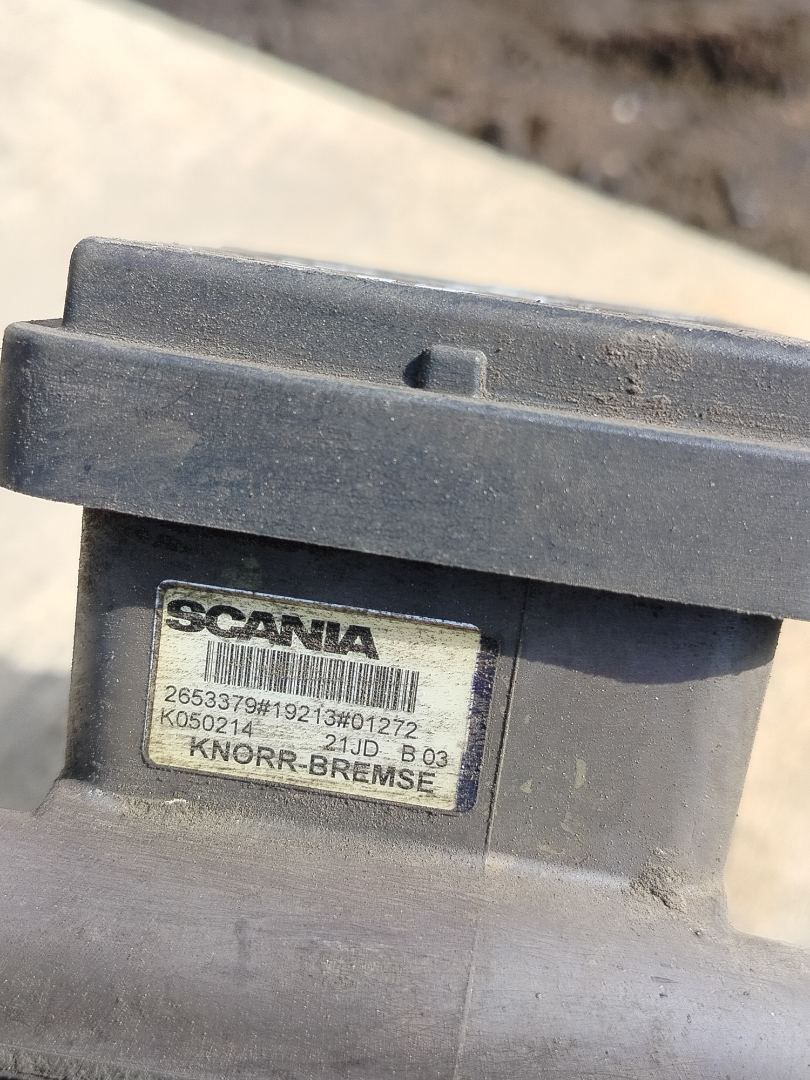 SCANIA
2653379#19213#01272
K050214 21JD B 03
KNORR-BREMSE